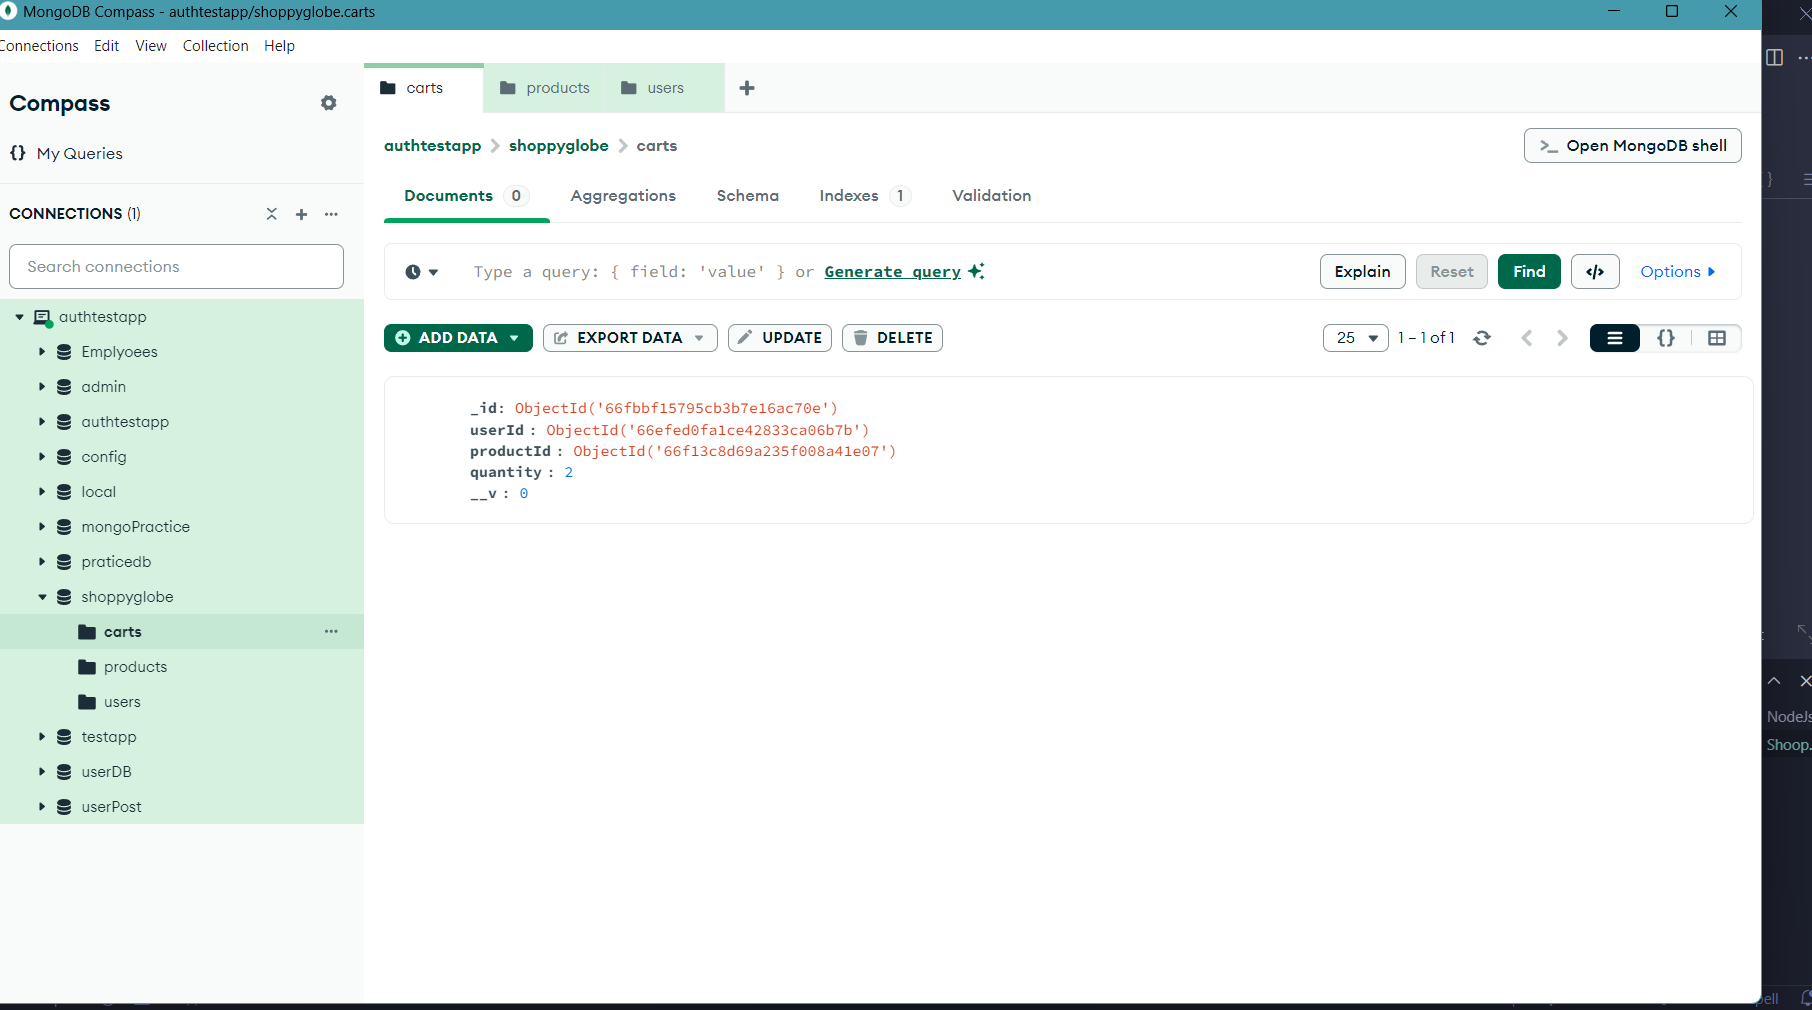 MongoDB Compass - authtestapp/shoppyglobe.carts
Connections Edit View Collection Help
Compass
My Queries
CONNECTIONS (1)
Search connections
authtestapp
Emplyoees
admin
authtestapp
config
local
mongoPractice
praticedb
shoppyglobe
carts
products
users
testapp
userDB
userPost
carts products users
authtestapp shoppyglobe carts
>_ Open MongoDB shell
Documents 0 Aggregations Schema Indexes 1 Validation
Type a query: { field: 'value' } or Generate query
Explain Reset Find </> Options
ADD DATA EXPORT DATA UPDATE DELETE
25 1 – 1 of 1 {}
_id: ObjectId('66fbbf15795cb3b7e16ac70e')
userId : ObjectId('66efed0fa1ce42833ca06b7b')
productId : ObjectId('66f13c8d69a235f008a41e07')
quantity : 2
__v : 0
NodeJs
Shoop.